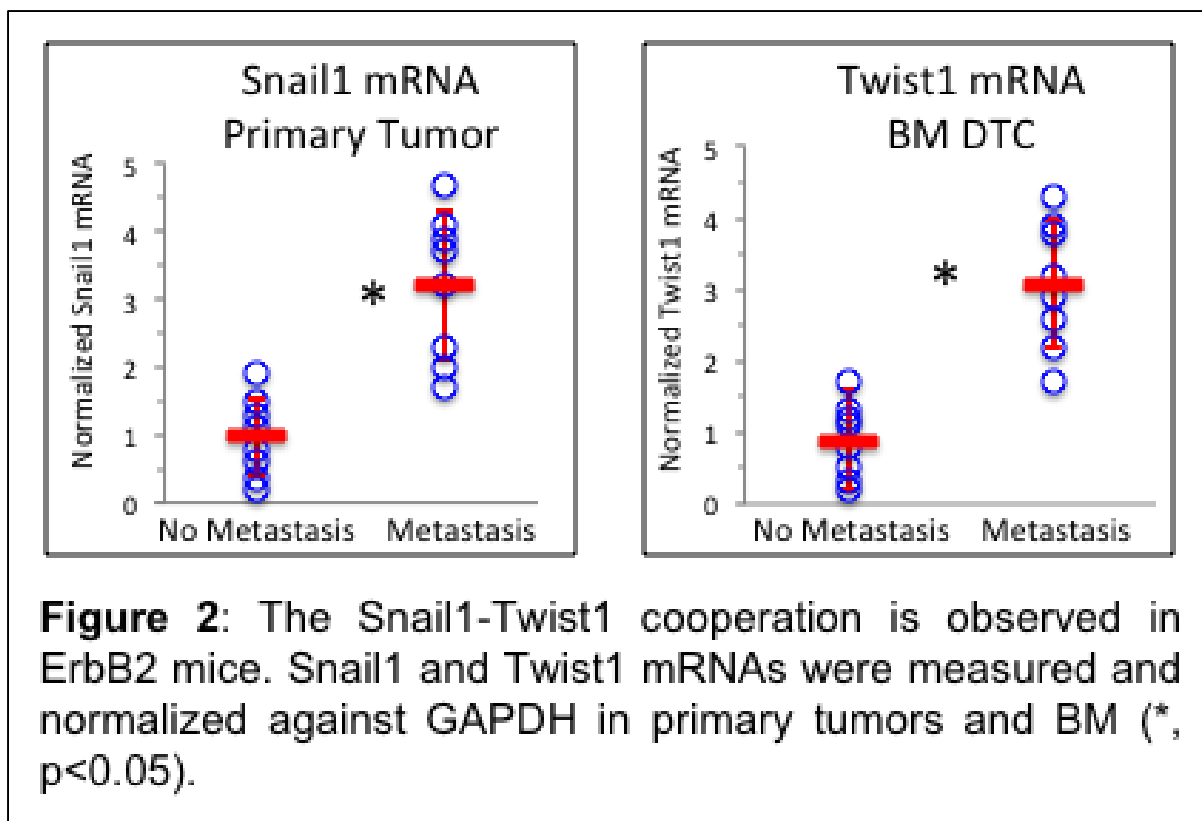 Snail1 mRNA
Primary Tumor
Normalized Snail1 mRNA
5
4
3
2
1
0
*
No Metastasis
Metastasis
Twist1 mRNA
BM DTC
Normalized Twist1 mRNA
5
4
3
2
1
0
*
No Metastasis
Metastasis
Figure 2: The Snail1-Twist1 cooperation is observed in
ErbB2 mice. Snail1 and Twist1 mRNAs were measured and
normalized against GAPDH in primary tumors and BM (*,
p<0.05).